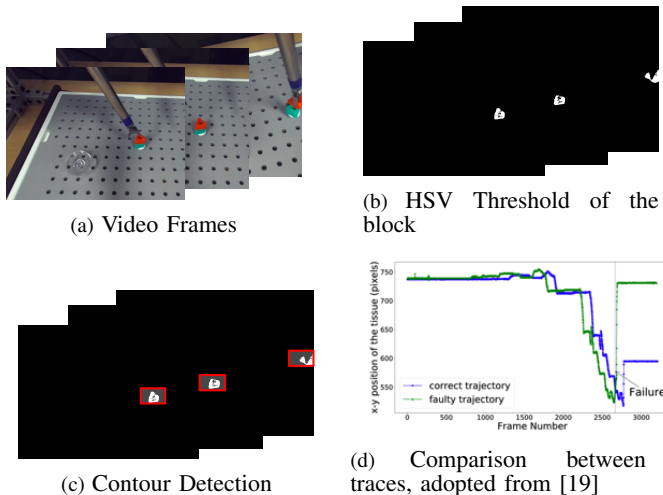 (a) Video Frames
(b) HSV Threshold of the
block
(c) Contour Detection
x-y position of the tissue (pixels)
750
700
650
600
550
correct trajectory
faulty trajectory
Failure
0 500 1000 1500 2000 2500 3000
Frame Number
(d) Comparison between
traces, adopted from [19]